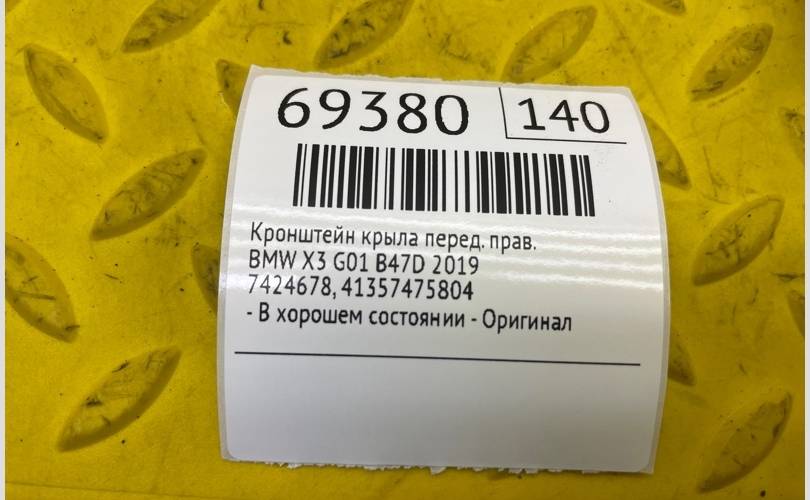 69380 140
Кронштейн крыла перед. прав.
BMW X3 G01 B47D 2019
7424678, 41357475804
- В хорошем состоянии - Оригинал